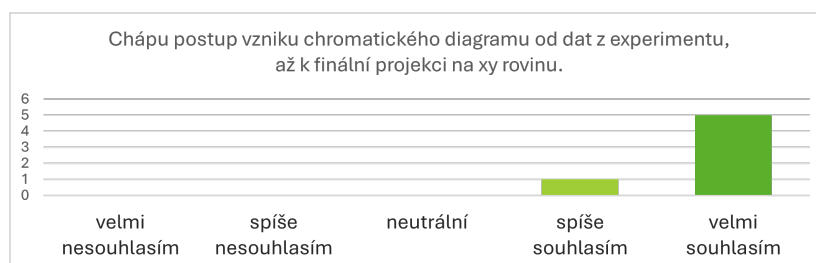 Chápu postup vzniku chromatického diagramu od dat z experimentu,
až k finální projekci na xy rovinu.
6
5
4
3
2
1
0
velmi nesouhlasím
spíše nesouhlasím
neutrální
spíše souhlasím
velmi souhlasím